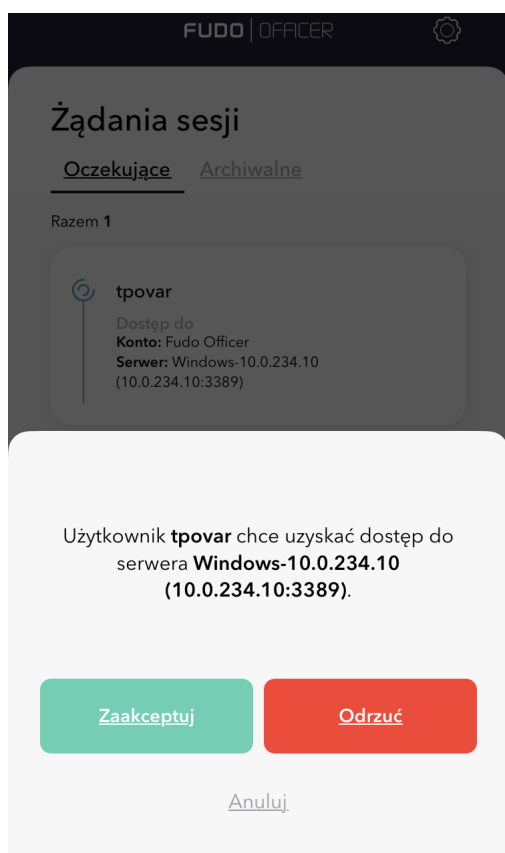 FUDO | OFFICER
Żądania sesji
Oczekujące Archiwalne
Razem 1
tpovar
Dostęp do
Konto: Fudo Officer
Serwer: Windows-10.0.234.10
(10.0.234.10:3389)
Użytkownik tpovar chce uzyskać dostęp do
serwera Windows-10.0.234.10
(10.0.234.10:3389).
Zaakceptuj Odrzuć
Anuluj